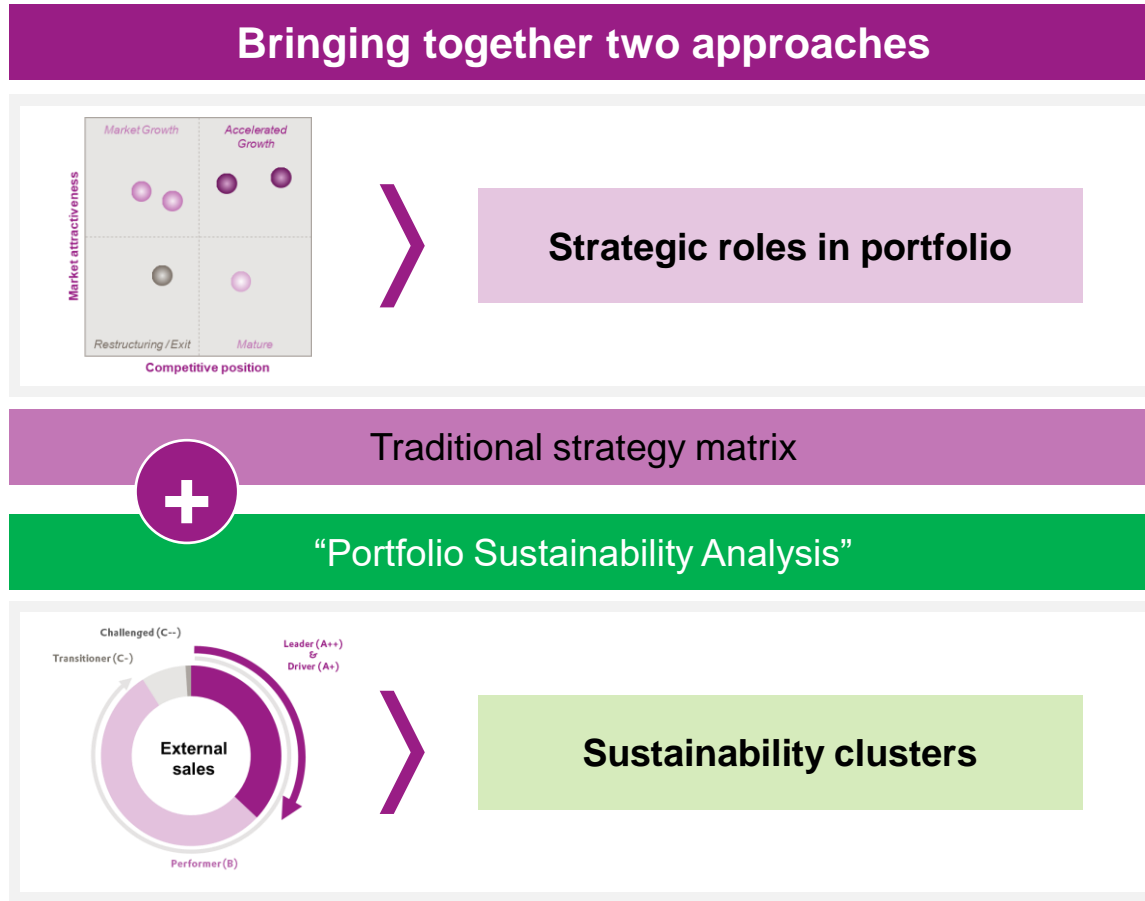 Bringing together two approaches
Market Growth
Accelerated
Growth
Market attractiveness
Restructuring / Exit
Mature
Competitive position
Strategic roles in portfolio
Traditional strategy matrix
+
“Portfolio Sustainability Analysis”
Challenged (C--)
Transitioner (C-)
Leader (A++)
&
Driver (A+)
External
sales
Performer (B)
Sustainability clusters